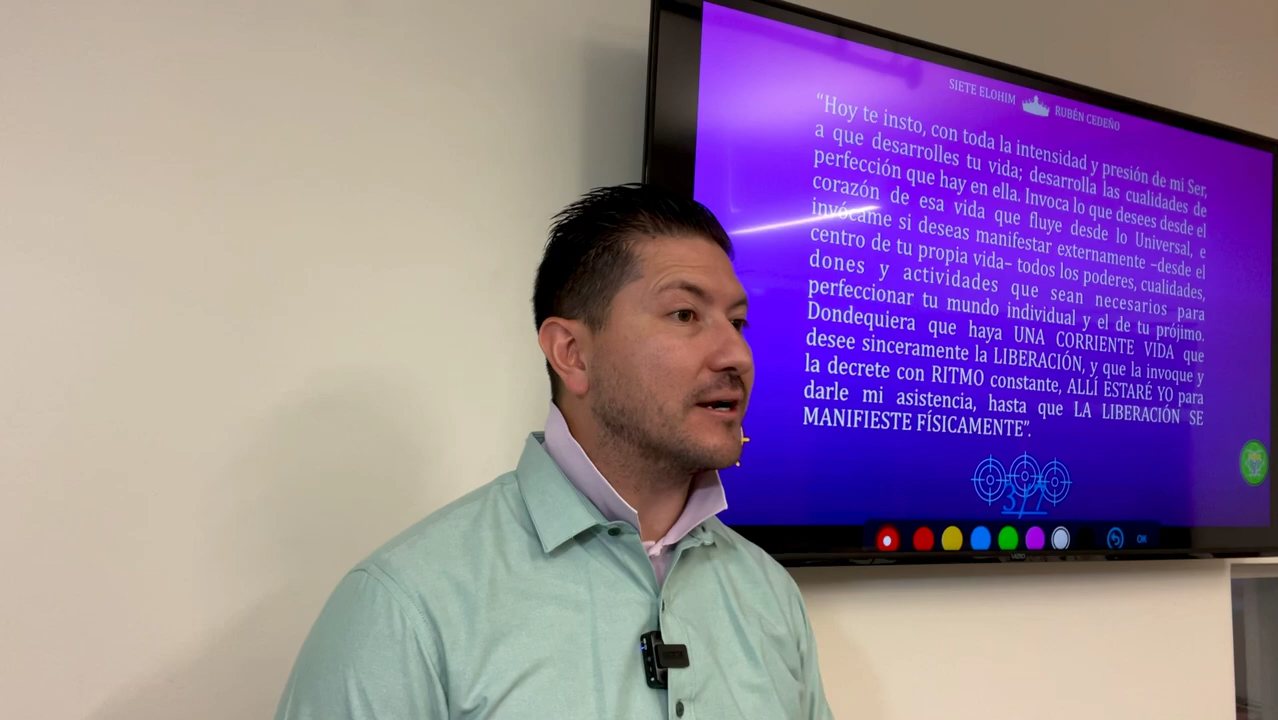 SIETE ELOHIM RUBÉN CEDEÑO
“Hoy te insto, con toda la intensidad y presión de mi Ser,
a que desarrolles tu vida; desarrolla las cualidades de
perfección que hay en ella. Invoca lo que desees desde el
corazón de esa vida que fluye desde lo Universal, e
invócame si deseas manifestar externamente –desde el
centro de tu propia vida– todos los poderes, cualidades,
dones y actividades que sean necesarios para
perfeccionar tu mundo individual y el de tu prójimo.
Dondequiera que haya UNA CORRIENTE VIDA que
desee sinceramente la LIBERACIÓN, y que la invoque y
la decrete con RITMO constante, ALLÍ ESTARÉ YO para
darle mi asistencia, hasta que LA LIBERACIÓN SE
MANIFIESTE FÍSICAMENTE”.
3/7
OK
VIZIO